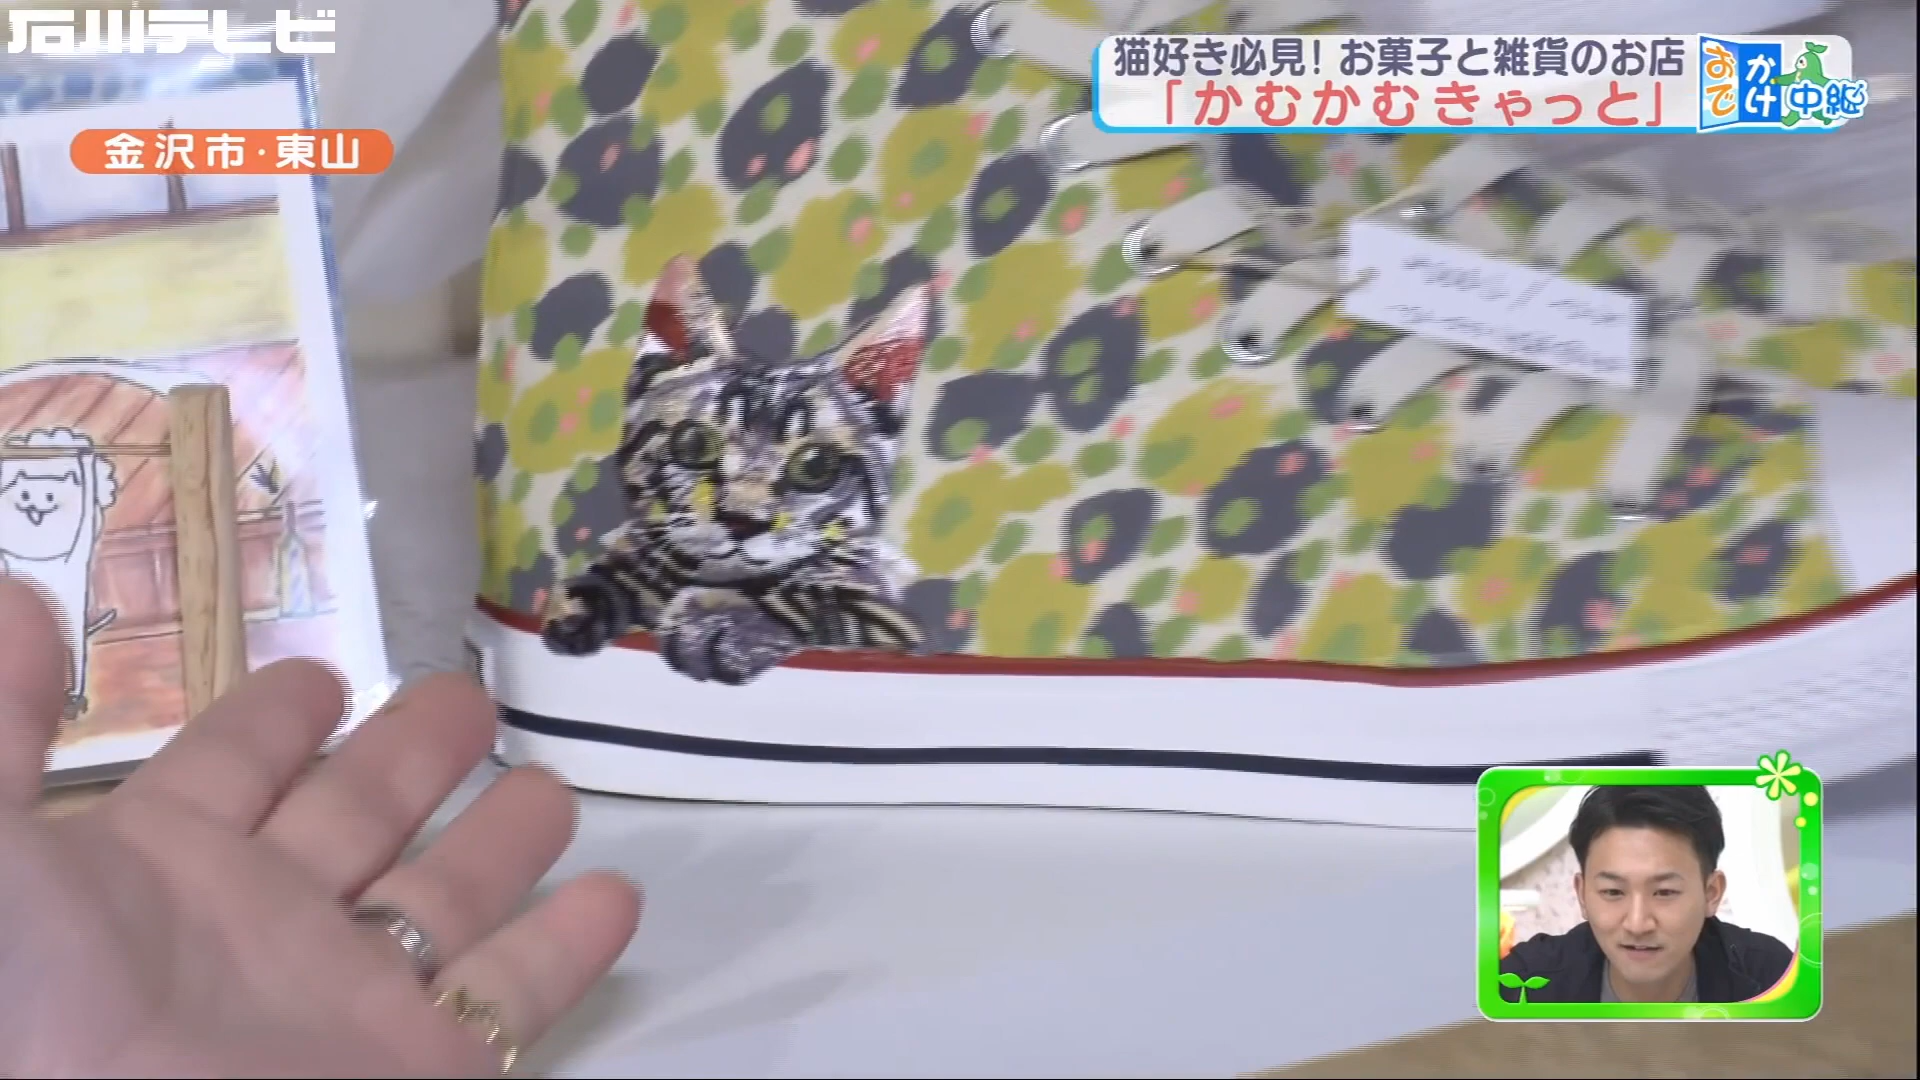 石川テレビ
猫好き必見！お菓子と雑貨のお店
「かむかむきゃっと」
おでかけ中継
金沢市・東山